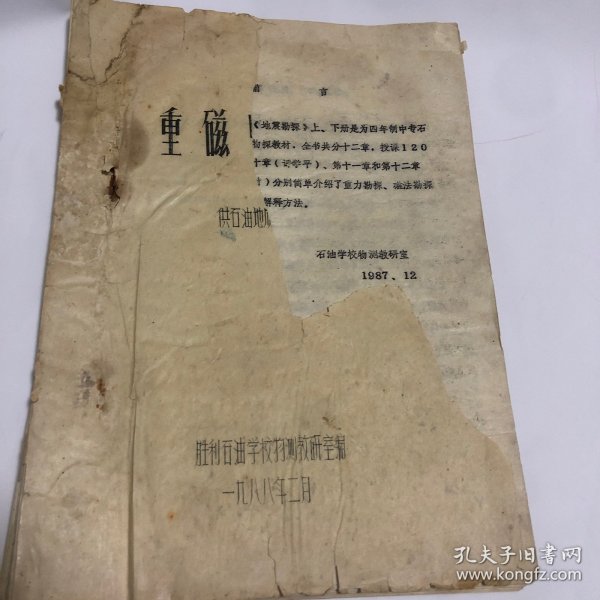 言
重磁
《地震勘探》上、下册是为四年制中专石
物探教材，全书共分十二章，授课120
十章（
）、第十一章和第十二章
）分别简单介绍了重力勘探、磁法勘探
解释方法。
供石油地
石油学校物测教研室
1987、12
胜利石油学校物测教研室编
一九八八年二月
孔夫子旧书网
www.kongfz.com